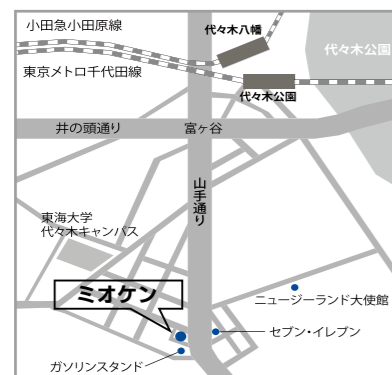 小田急小田原線
代々木八幡
代々木公園
東京メトロ千代田線
代々木公園
井の頭通り
富ヶ谷
山手通り
東海大学
代々木キャンパス
ミオケン
ニュージーランド大使館
セブン・イレブン
ガソリンスタンド